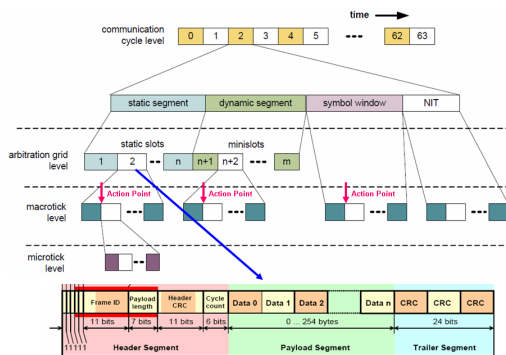 time
communication
cycle level
0 1 2 3 4 5 62 63
static segment dynamic segment symbol window NIT
static slots minislots
arbitration grid
level
1 2 n n+1 n+2 m
Action Point Action Point Action Point
macrotick
level
microtick
level
Frame ID Payload length Header CRC Cycle count Data 0 Data 1 Data 2 Data n CRC CRC CRC
11 bits 7 bits 11 bits 6 bits 0 ... 254 bytes 24 bits
11111
Header Segment Payload Segment Trailer Segment